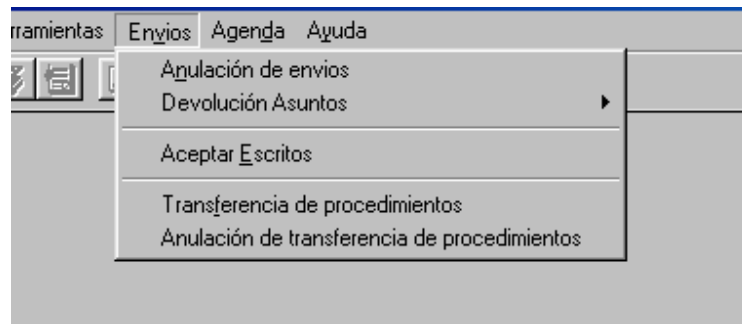 rramientas Envios Agenda Ayuda
Anulación de envios
Devolución Asuntos
Aceptar Escritos
Transferencia de procedimientos
Anulación de transferencia de procedimientos